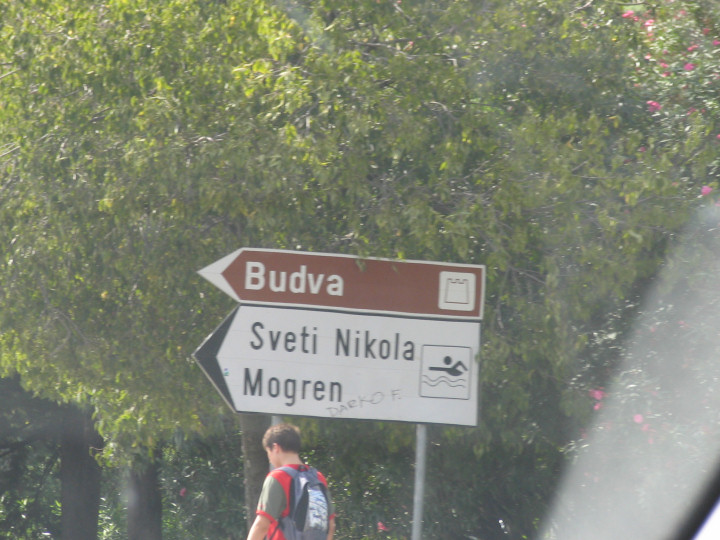 Budva
Sveti Nikola
Mogren
DARKO F.